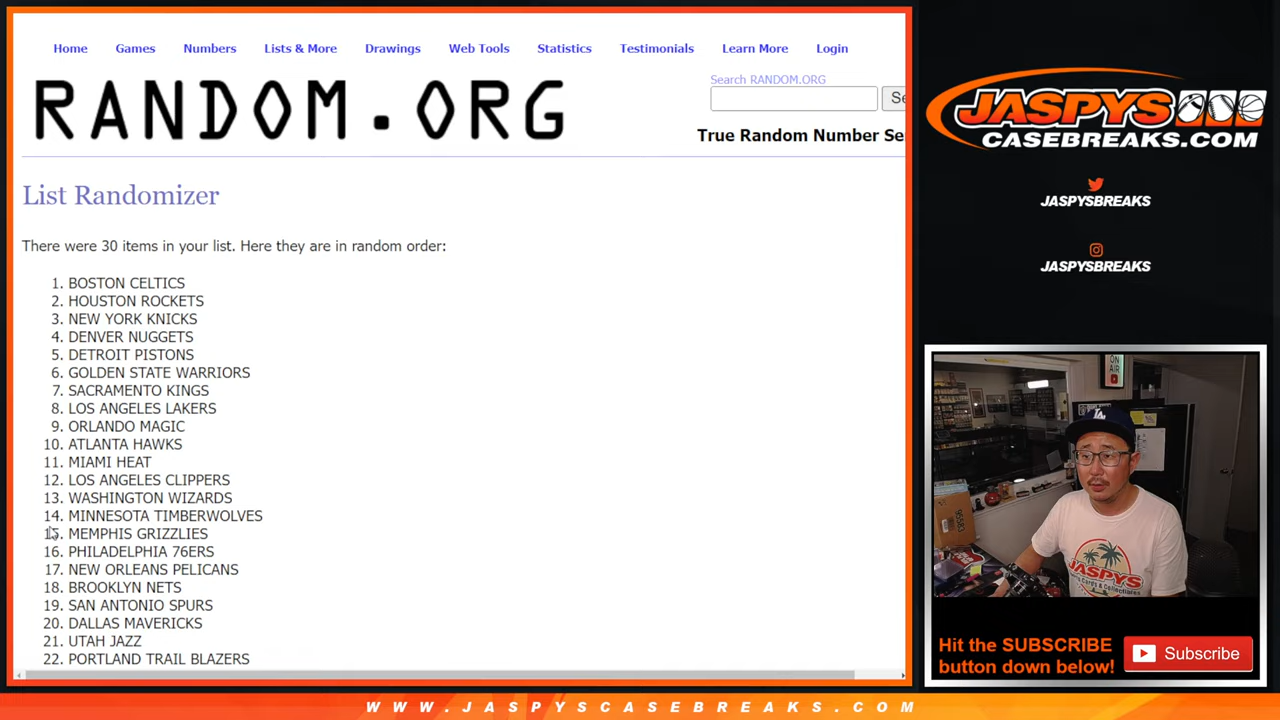 Home Games Numbers Lists & More Drawings Web Tools Statistics Testimonials Learn More Login
RANDOM.ORG
Search RANDOM.ORG
Se
True Random Number Se
List Randomizer
There were 30 items in your list. Here they are in random order:
1. BOSTON CELTICS
2. HOUSTON ROCKETS
3. NEW YORK KNICKS
4. DENVER NUGGETS
5. DETROIT PISTONS
6. GOLDEN STATE WARRIORS
7. SACRAMENTO KINGS
8. LOS ANGELES LAKERS
9. ORLANDO MAGIC
10. ATLANTA HAWKS
11. MIAMI HEAT
12. LOS ANGELES CLIPPERS
13. WASHINGTON WIZARDS
14. MINNESOTA TIMBERWOLVES
15. MEMPHIS GRIZZLIES
16. PHILADELPHIA 76ERS
17. NEW ORLEANS PELICANS
18. BROOKLYN NETS
19. SAN ANTONIO SPURS
20. DALLAS MAVERICKS
21. UTAH JAZZ
22. PORTLAND TRAIL BLAZERS
JASPYS
CASEBREAKS.COM
JASPYSBREAKS
JASPYSBREAKS
ON
AIR
LA
JASPYS
Hit the SUBSCRIBE
button down below!
Subscribe
WWW.JASPYSCASEBREAKS.COM